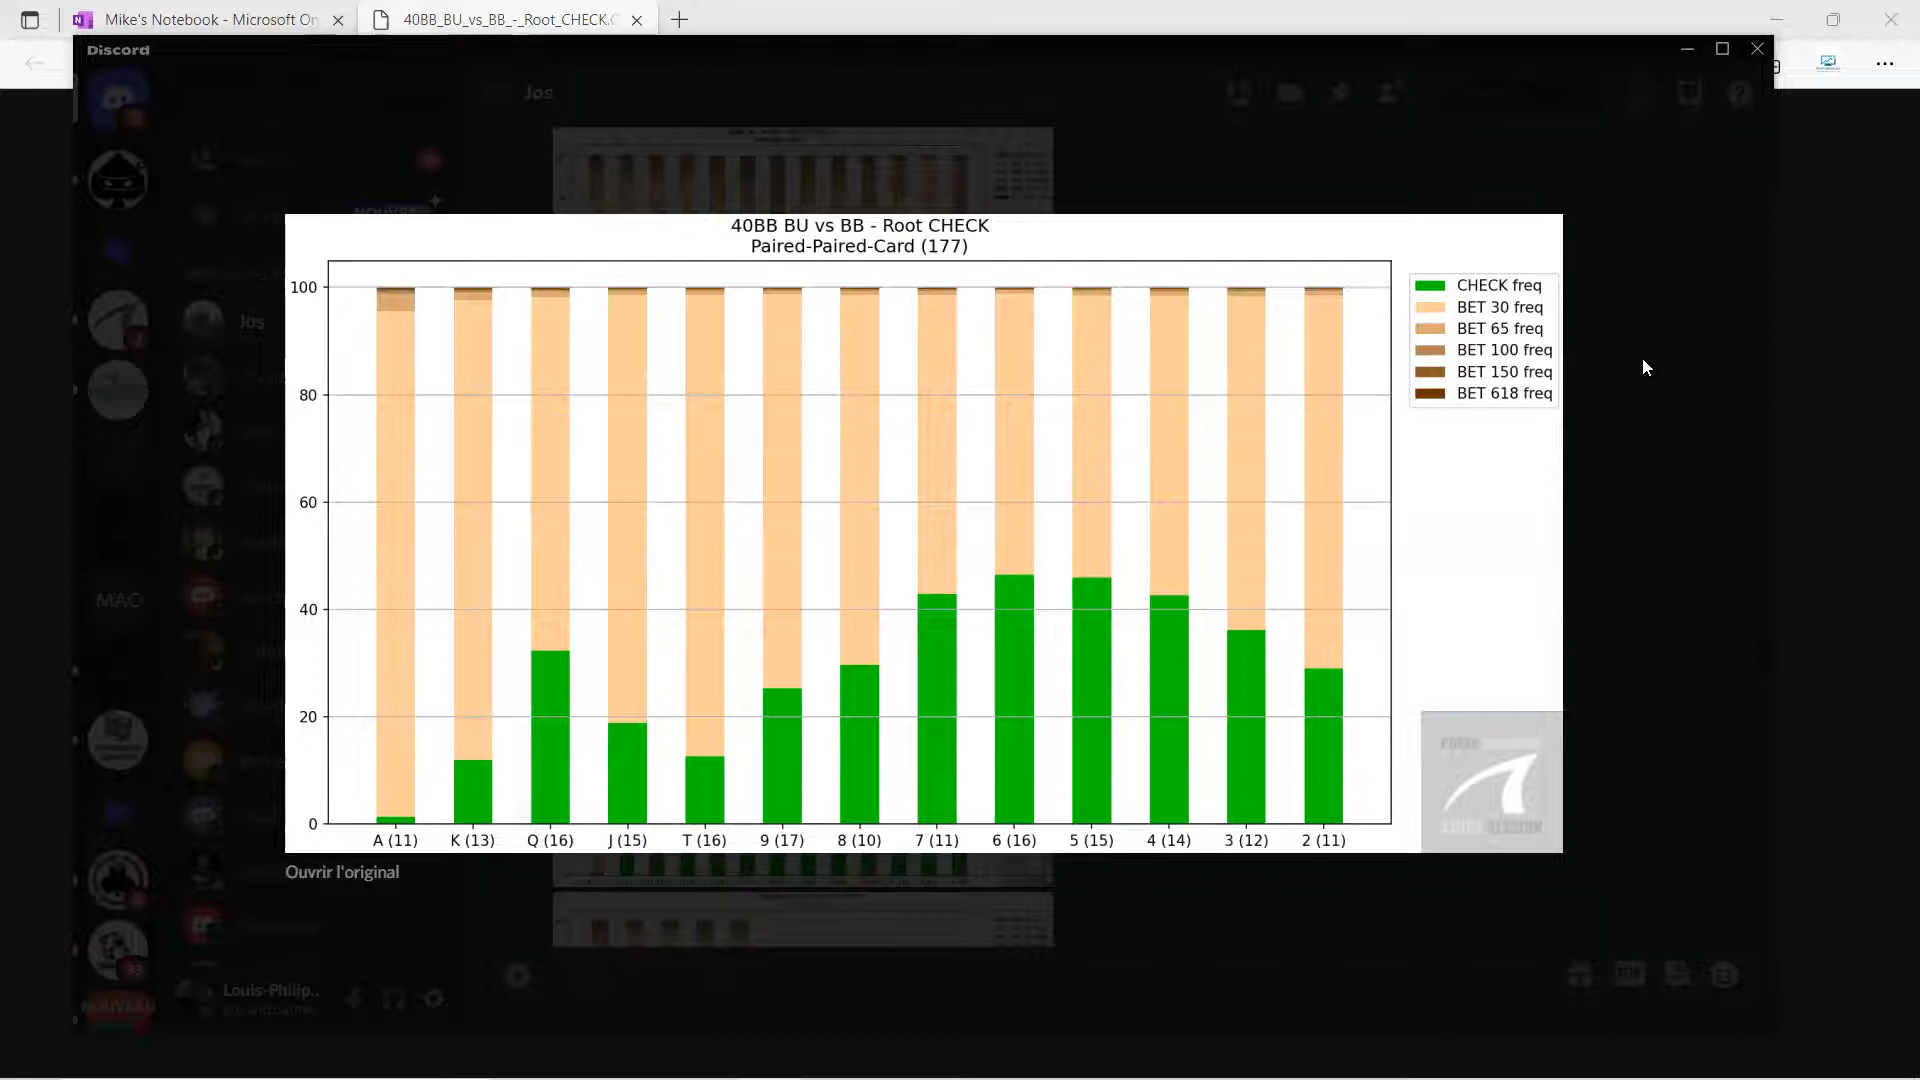 Mike's Notebook - Microsoft On
40BB_BU_vs_BB_-_Root_CHECK.C
Discord
Jos
40BB BU vs BB - Root CHECK
Paired-Paired-Card (177)
100
80
60
40
20
0
A (11)
K (13)
Q (16)
J (15)
T (16)
9 (17)
8 (10)
7 (11)
6 (16)
5 (15)
4 (14)
3 (12)
2 (11)
CHECK freq
BET 30 freq
BET 65 freq
BET 100 freq
BET 150 freq
BET 618 freq
Jos
MAC
Ouvrir l'original
33
Louis-Philip..
NOUVEAU